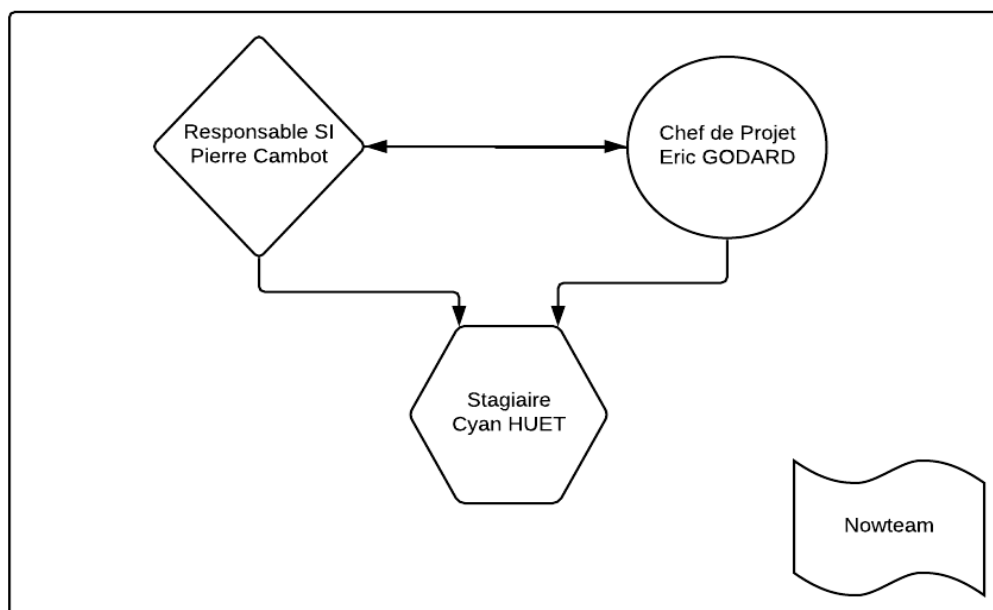 Responsable SI
Pierre Cambot
Chef de Projet
Eric GODARD
Stagiaire
Cyan HUET
Nowteam